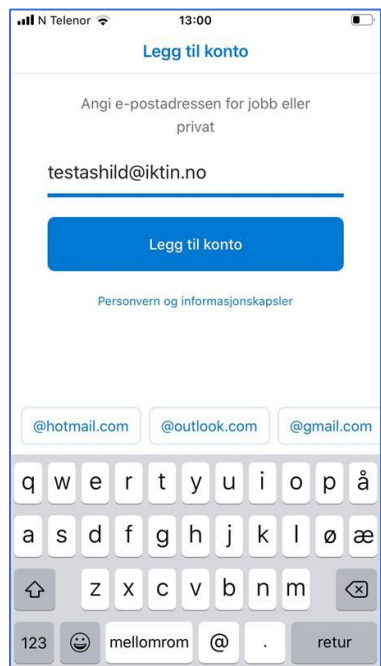 N Telenor 13:00
Legg til konto
Angi e-postadressen for jobb eller
privat
testashild@iktin.no
Legg til konto
Personvern og informasjonskapsler
@hotmail.com @outlook.com @gmail.com
q w e r t y u i o p å
a s d f g h j k l ø æ
z x c v b n m
123 mellomrom @ . retur